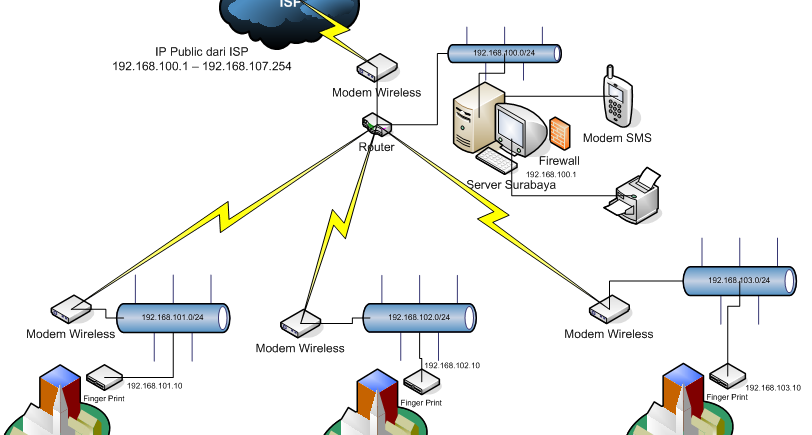 ISP
IP Public dari ISP
192.168.100.1 – 192.168.107.254
Modem Wireless
192.168.100.0/24
Router
Modem SMS
Firewall
192.168.100.1
Server Surabaya
192.168.101.0/24
Modem Wireless
192.168.101.10
Finger Print
192.168.102.0/24
Modem Wireless
192.168.102.10
Finger Print
192.168.103.0/24
Modem Wireless
192.168.103.10
Finger Print